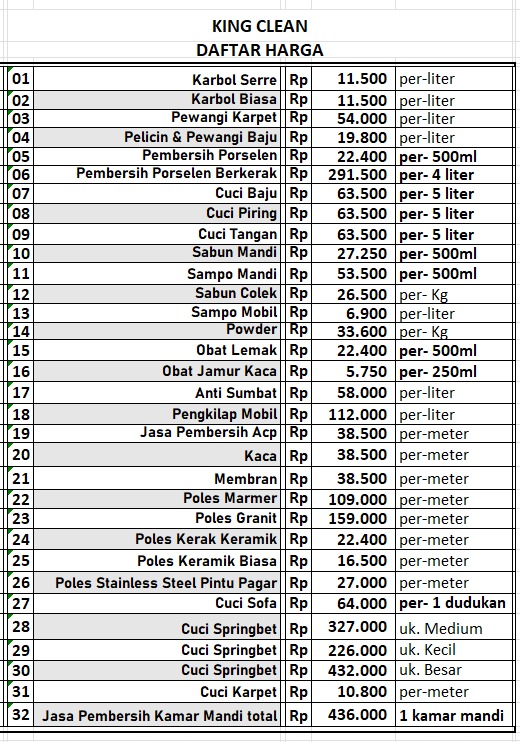 KING CLEAN
DAFTAR HARGA
01 Karbol Serre Rp 11.500 per-liter
02 Karbol Biasa Rp 11.500 per-liter
03 Pewangi Karpet Rp 54.000 per-liter
04 Pelicin & Pewangi Baju Rp 19.800 per-liter
05 Pembersih Porselen Rp 22.400 per- 500ml
06 Pembersih Porselen Berkerak Rp 291.500 per- 4 liter
07 Cuci Baju Rp 63.500 per- 5 liter
08 Cuci Piring Rp 63.500 per- 5 liter
09 Cuci Tangan Rp 63.500 per- 5 liter
10 Sabun Mandi Rp 27.250 per- 500ml
11 Sampo Mandi Rp 53.500 per- 500ml
12 Sabun Colek Rp 26.500 per- Kg
13 Sampo Mobil Rp 6.900 per-liter
14 Powder Rp 33.600 per- Kg
15 Obat Lemak Rp 22.400 per- 500ml
16 Obat Jamur Kaca Rp 5.750 per- 250ml
17 Anti Sumbat Rp 58.000 per-liter
18 Pengkilap Mobil Rp 112.000 per-liter
19 Jasa Pembersih Acp Rp 38.500 per-meter
20 Kaca Rp 38.500 per-meter
21 Membran Rp 38.500 per-meter
22 Poles Marmer Rp 109.000 per-meter
23 Poles Granit Rp 159.000 per-meter
24 Poles Kerak Keramik Rp 22.400 per-meter
25 Poles Keramik Biasa Rp 16.500 per-meter
26 Poles Stainless Steel Pintu Pagar Rp 27.000 per-meter
27 Cuci Sofa Rp 64.000 per- 1 dudukan
28 Cuci Springbet Rp 327.000 uk. Medium
29 Cuci Springbet Rp 226.000 uk. Kecil
30 Cuci Springbet Rp 432.000 uk. Besar
31 Cuci Karpet Rp 10.800 per-meter
32 Jasa Pembersih Kamar Mandi total Rp 436.000 1 kamar mandi